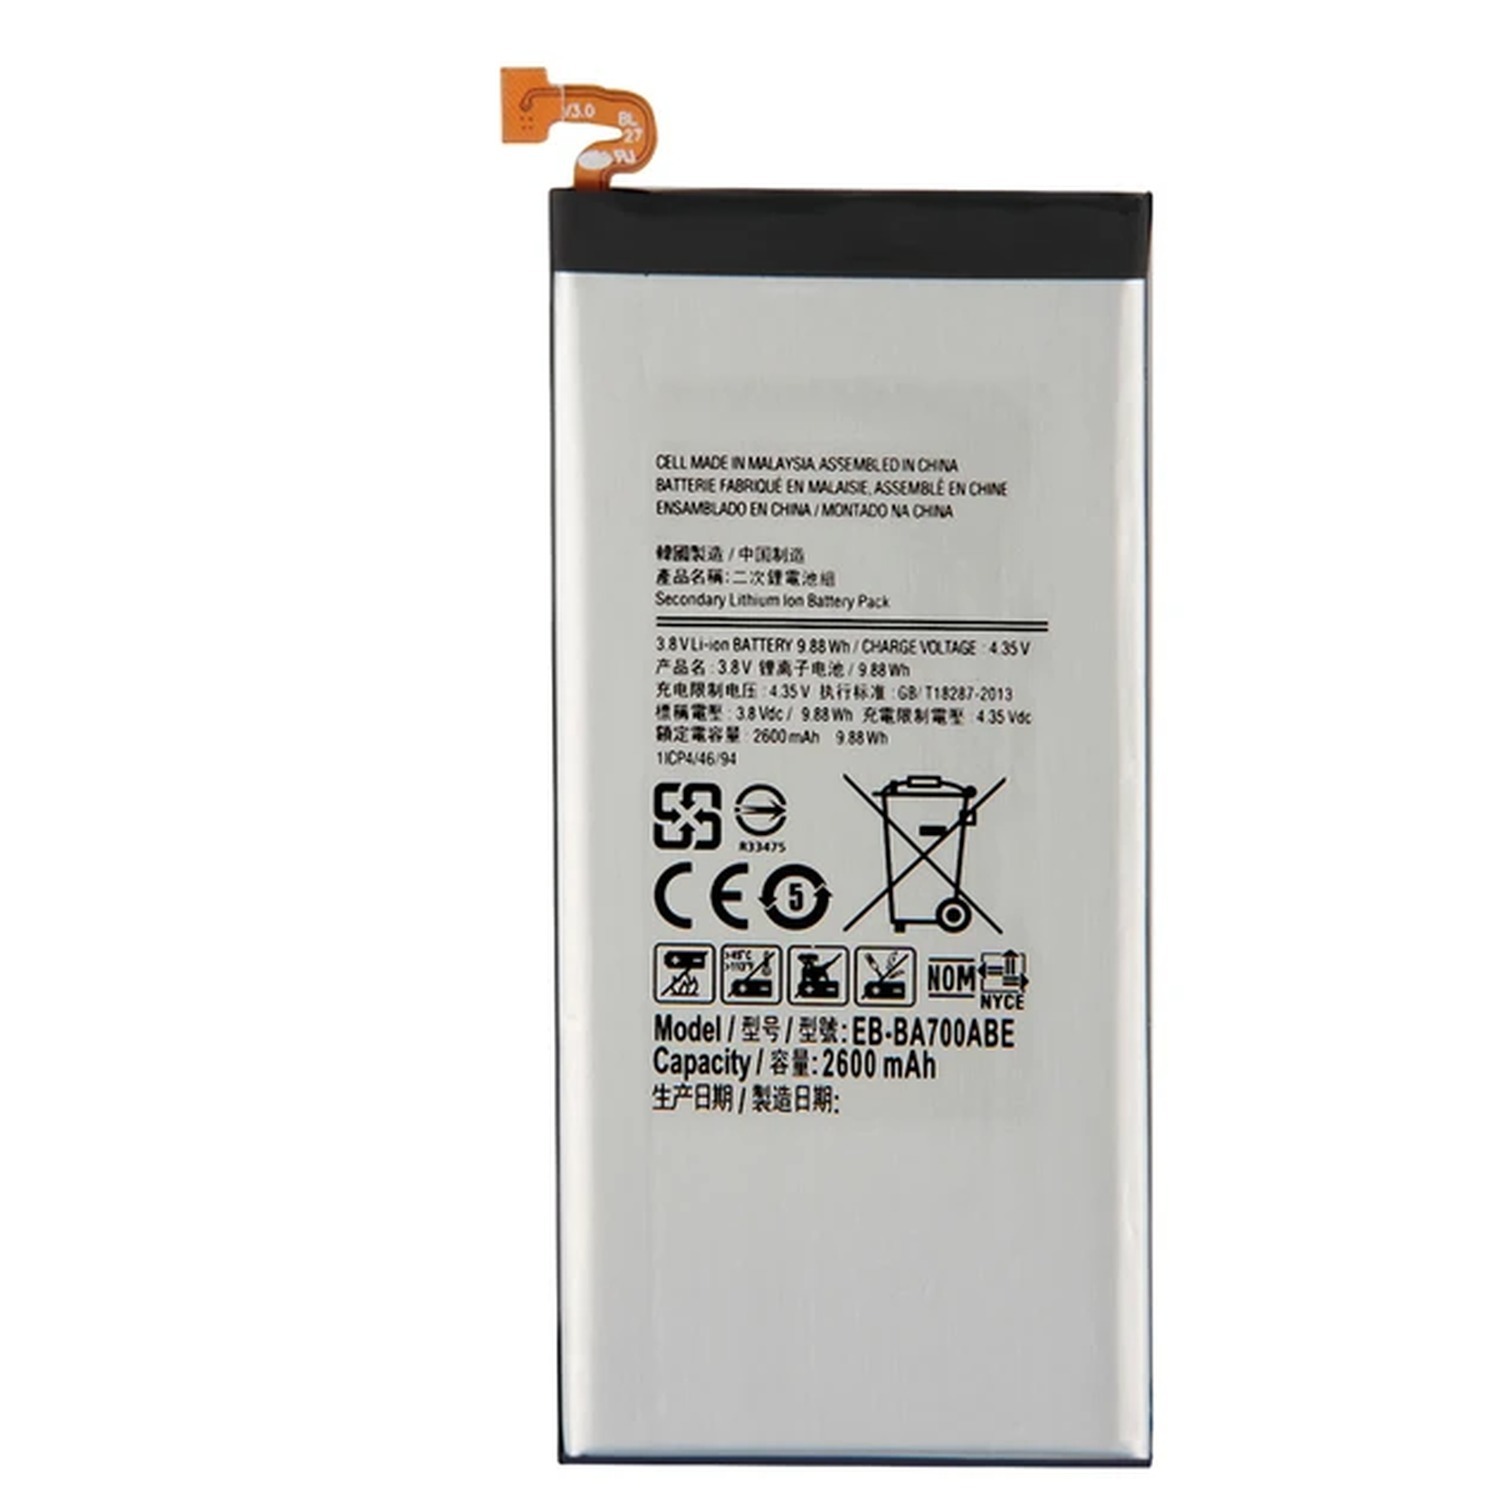 V3.0
BL
27
CELL MADE IN MALAYSIA, ASSEMBLED IN CHINA
BATTERIE FABRIQUÉ EN MALAISIE, ASSEMBLÉ EN CHINE
ENSAMBLADO EN CHINA / MONTADO NA CHINA
韓國製造 / 中国制造
產品名稱：二次鋰電池組
Secondary Lithium Ion Battery Pack
3.8 V Li-ion BATTERY 9.88 Wh / CHARGE VOLTAGE : 4.35 V
产品名 : 3.8 V 锂离子电池 / 9.88 Wh
充电限制电压 : 4.35 V 执行标准 : GB/ T18287-2013
標稱電壓 : 3.8 Vdc / 9.88 Wh 充電限制電壓 : 4.35 Vdc
額定電容量 : 2600 mAh 9.88 Wh
1ICP4/46/94
R33475
CE 5
>45°C
>113°F
NOM
NYCE
Model / 型号 / 型號: EB-BA700ABE
Capacity / 容量: 2600 mAh
生产日期 / 製造日期: